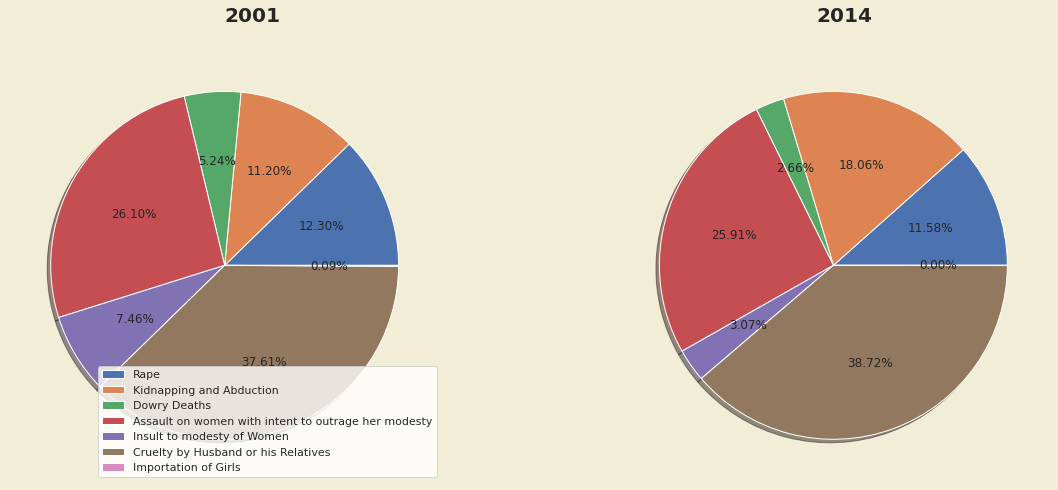 2001
2014
5.24%
11.20%
26.10%
12.30%
0.09%
7.46%
37.61%
Rape
Kidnapping and Abduction
Dowry Deaths
Assault on women with intent to outrage her modesty
Insult to modesty of Women
Cruelty by Husband or his Relatives
Importation of Girls
2.66%
18.06%
25.91%
11.58%
0.00%
3.07%
38.72%